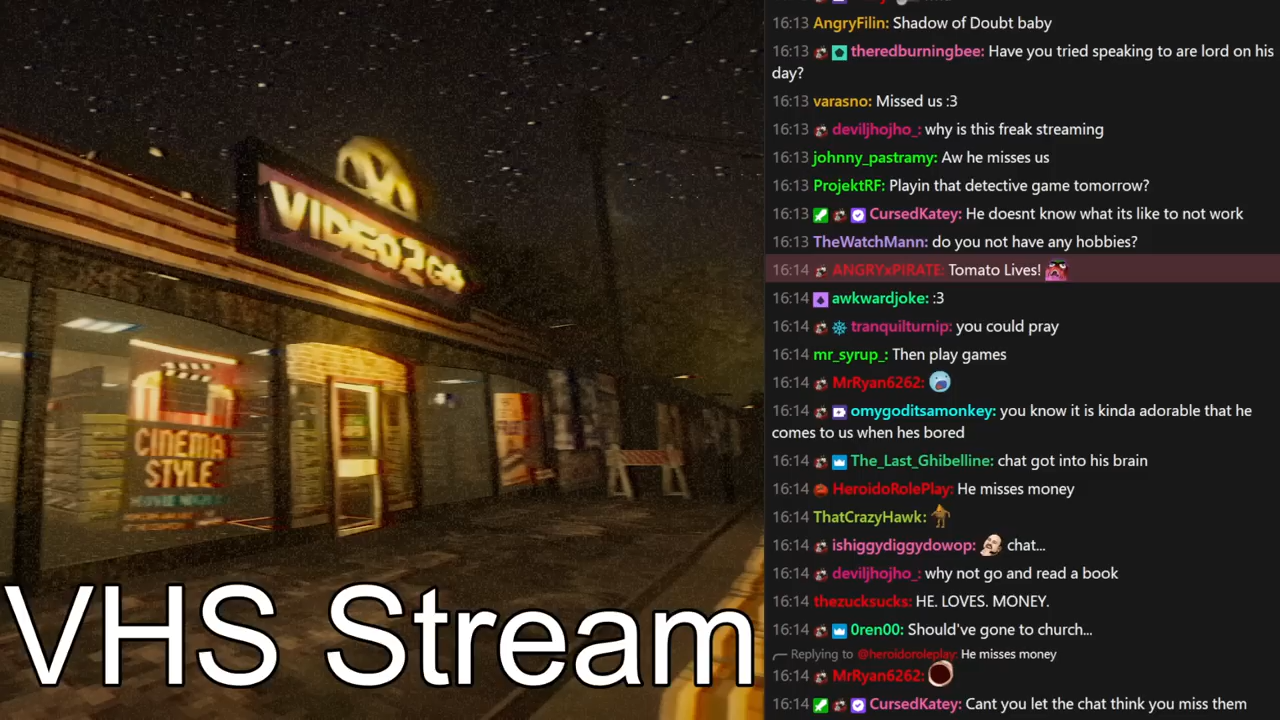 VIDEO2GO
CINEMA
STYLE
VHS Stream
16:13 AngryFilin: Shadow of Doubt baby
16:13 theredburningbee: Have you tried speaking to are lord on his
day?
16:13 varasno: Missed us :3
16:13 deviljhojho_: why is this freak streaming
16:13 johnny_pastramy: Aw he misses us
16:13 ProjektRF: Playin that detective game tomorrow?
16:13 CursedKatey: He doesnt know what its like to not work
16:13 TheWatchMann: do you not have any hobbies?
16:14 ANGRYxPIRATE: Tomato Lives!
16:14 awkwardjoke: :3
16:14 tranquilturnip: you could pray
16:14 mr_syrup_: Then play games
16:14 MrRyan6262:
16:14 omygoditsamonkey: you know it is kinda adorable that he
comes to us when hes bored
16:14 The_Last_Ghibelline: chat got into his brain
16:14 HeroidoRolePlay: He misses money
16:14 ThatCrazyHawk:
16:14 ishiggydiggydowop: chat...
16:14 deviljhojho_: why not go and read a book
16:14 thezucksucks: HE. LOVES. MONEY.
16:14 0ren00: Should've gone to church...
Replying to @heroidoroleplay: He misses money
16:14 MrRyan6262:
16:14 CursedKatey: Cant you let the chat think you miss them